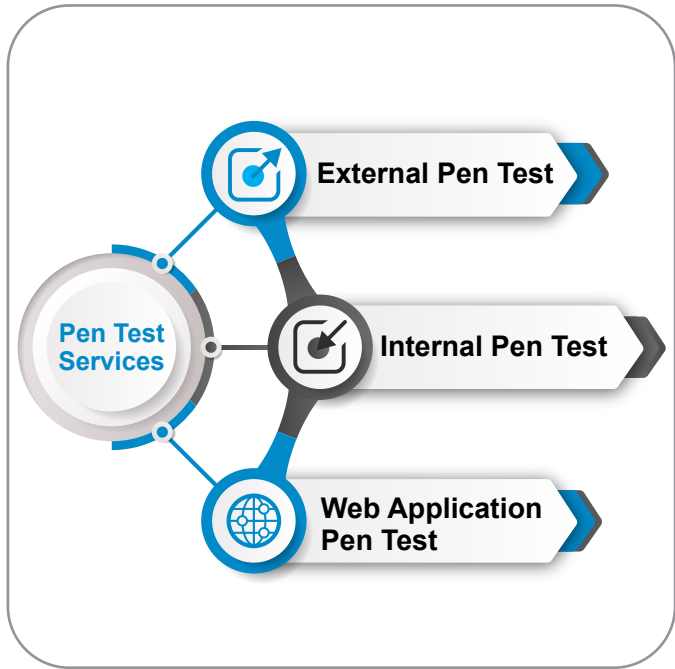 External Pen Test
Pen Test
Services
Internal Pen Test
Web Application
Pen Test